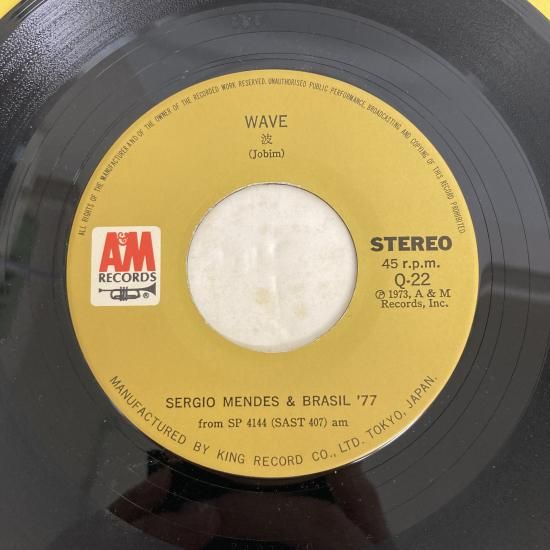 ALL RIGHTS OF THE MANUFACTURER AND OF THE OWNER OF THE RECORDED WORK RESERVED. UNAUTHORISED PUBLIC PERFORMANCE, BROADCASTING AND COPYING OF THIS RECORD PROHIBITED
WAVE
波
(Jobim)
A&M
RECORDS
®
STEREO
45 r.p.m.
Q-22
Ⓟ 1973, A & M
Records, Inc.
SERGIO MENDES & BRASIL '77
from SP 4144 (SAST 407) am
MANUFACTURED BY KING RECORD CO., LTD. TOKYO, JAPAN.